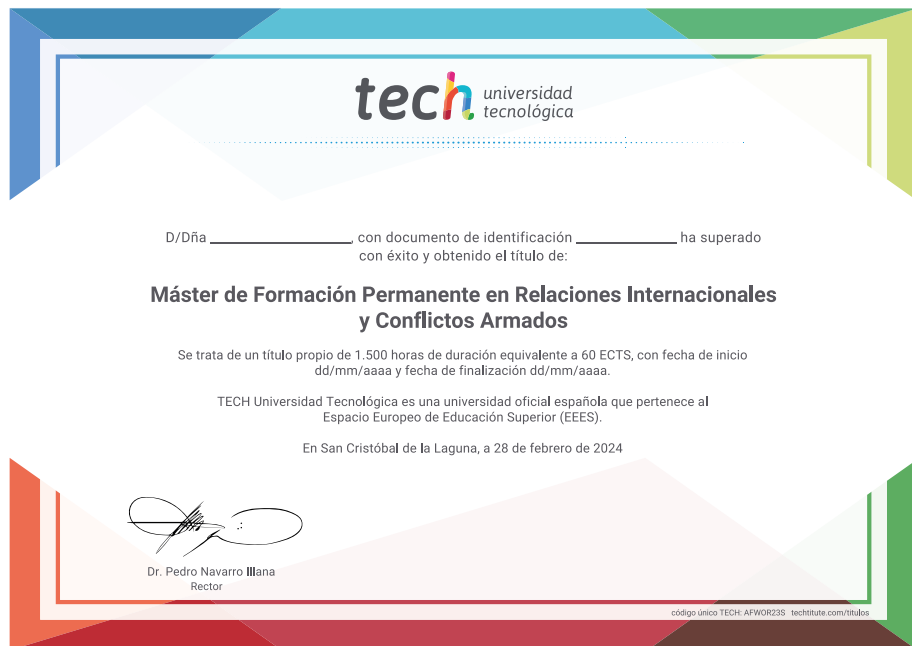 tech universidad
tecnológica
D/Dña ____________________, con documento de identificación ______________ ha superado
con éxito y obtenido el título de:
Máster de Formación Permanente en Relaciones Internacionales
y Conflictos Armados
Se trata de un título propio de 1.500 horas de duración equivalente a 60 ECTS, con fecha de inicio
dd/mm/aaaa y fecha de finalización dd/mm/aaaa.
TECH Universidad Tecnológica es una universidad oficial española que pertenece al
Espacio Europeo de Educación Superior (EEES).
En San Cristóbal de la Laguna, a 28 de febrero de 2024
Dr. Pedro Navarro Illana
Rector
código único TECH: AFWOR23S techtitute.com/titulos